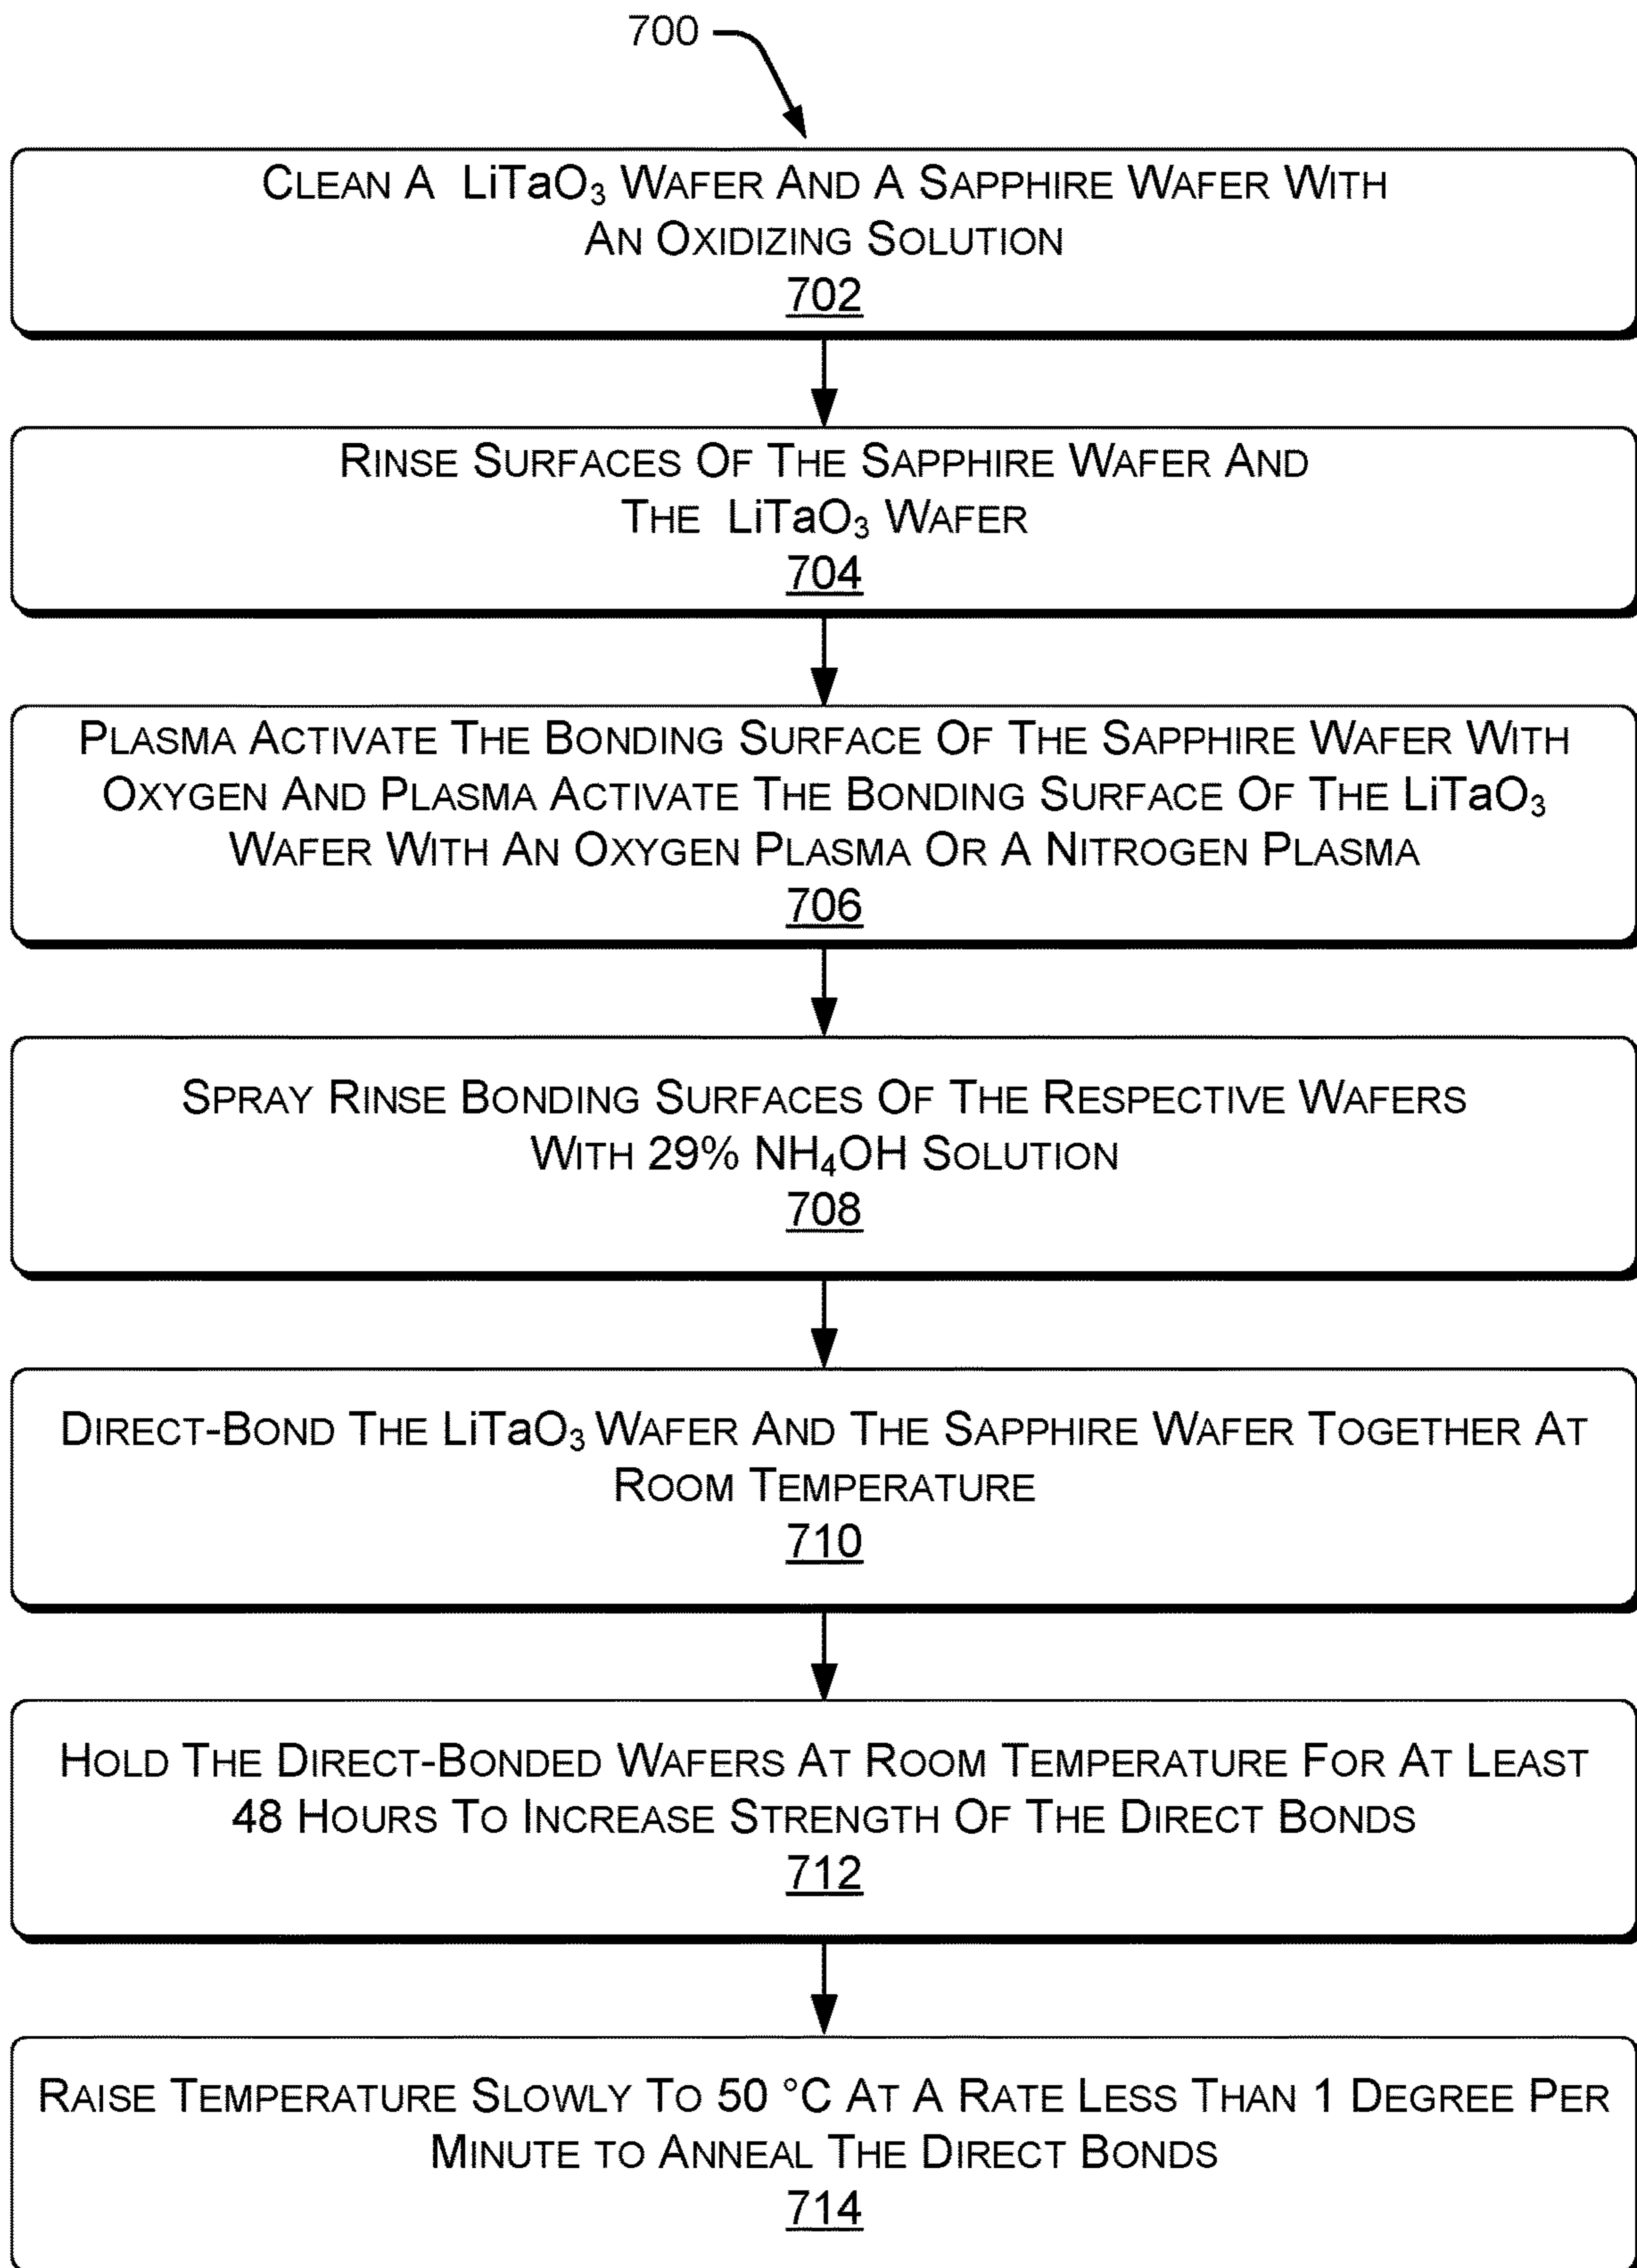 700
CLEAN A LiTaO₃ WAFER AND A SAPPHIRE WAFER WITH
AN OXIDIZING SOLUTION
702
RINSE SURFACES OF THE SAPPHIRE WAFER AND
THE LiTaO₃ WAFER
704
PLASMA ACTIVATE THE BONDING SURFACE OF THE SAPPHIRE WAFER WITH
OXYGEN AND PLASMA ACTIVATE THE BONDING SURFACE OF THE LiTaO₃
WAFER WITH AN OXYGEN PLASMA OR A NITROGEN PLASMA
706
SPRAY RINSE BONDING SURFACES OF THE RESPECTIVE WAFERS
WITH 29% NH₄OH SOLUTION
708
DIRECT-BOND THE LiTaO₃ WAFER AND THE SAPPHIRE WAFER TOGETHER AT
ROOM TEMPERATURE
710
HOLD THE DIRECT-BONDED WAFERS AT ROOM TEMPERATURE FOR AT LEAST
48 HOURS TO INCREASE STRENGTH OF THE DIRECT BONDS
712
RAISE TEMPERATURE SLOWLY TO 50 °C AT A RATE LESS THAN 1 DEGREE PER
MINUTE TO ANNEAL THE DIRECT BONDS
714